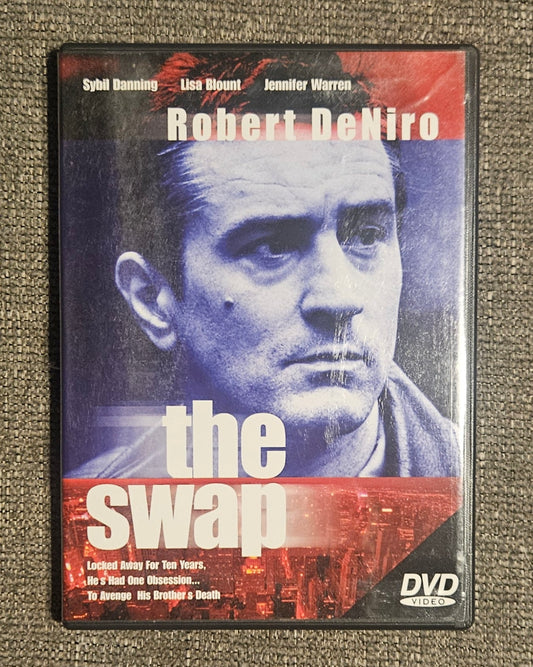 Sybil Danning Lisa Blount Jennifer Warren
Robert DeNiro
the
swap
Locked Away For Ten Years,
He s Had One Obsession...
To Avenge His Brother s Death
DVD
VIDEO